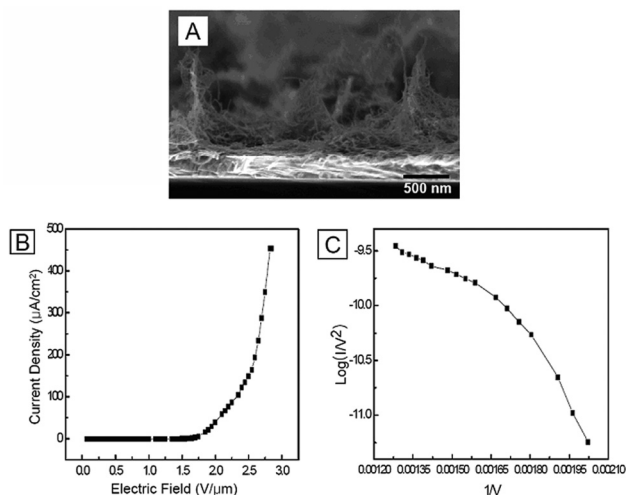 A
500 nm
B
500
400
300
200
100
0
Current Density (µA/cm²)
0.0 0.5 1.0 1.5 2.0 2.5 3.0
Electric Field (V/µm)
C
-9.5
-10.0
-10.5
-11.0
Log(I/V²)
0.00120 0.00135 0.00150 0.00165 0.00180 0.00195 0.00210
1/V